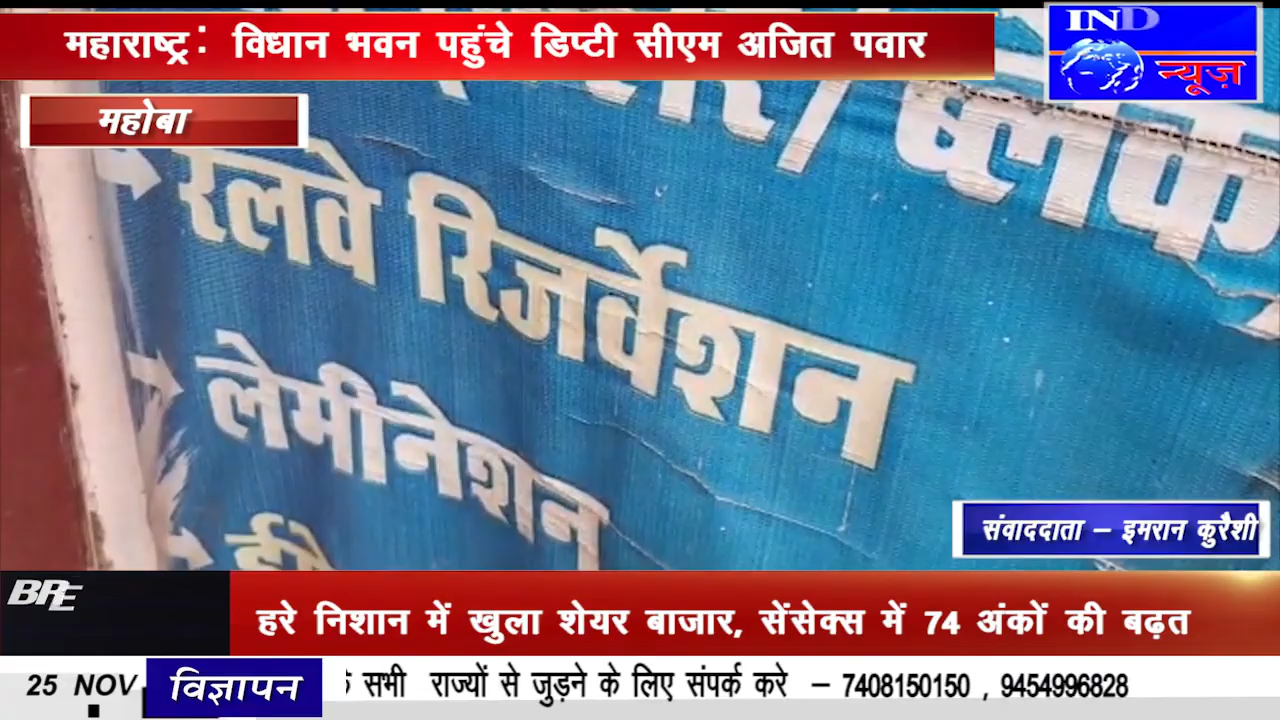 महाराष्ट्र: विधान भवन पहुंचे डिप्टी सीएम अजित पवार
IND
न्यूज़
महोबा
रेलवे रिजर्वेशन
लेमीनेशन
संवाददाता – इमरान कुरैशी
BRE
हरे निशान में खुला शेयर बाजार, सेंसेक्स में 74 अंकों की बढ़त
25 NOV
विज्ञापन
सभी राज्यों से जुड़ने के लिए संपर्क करे – 7408150150 , 9454996828